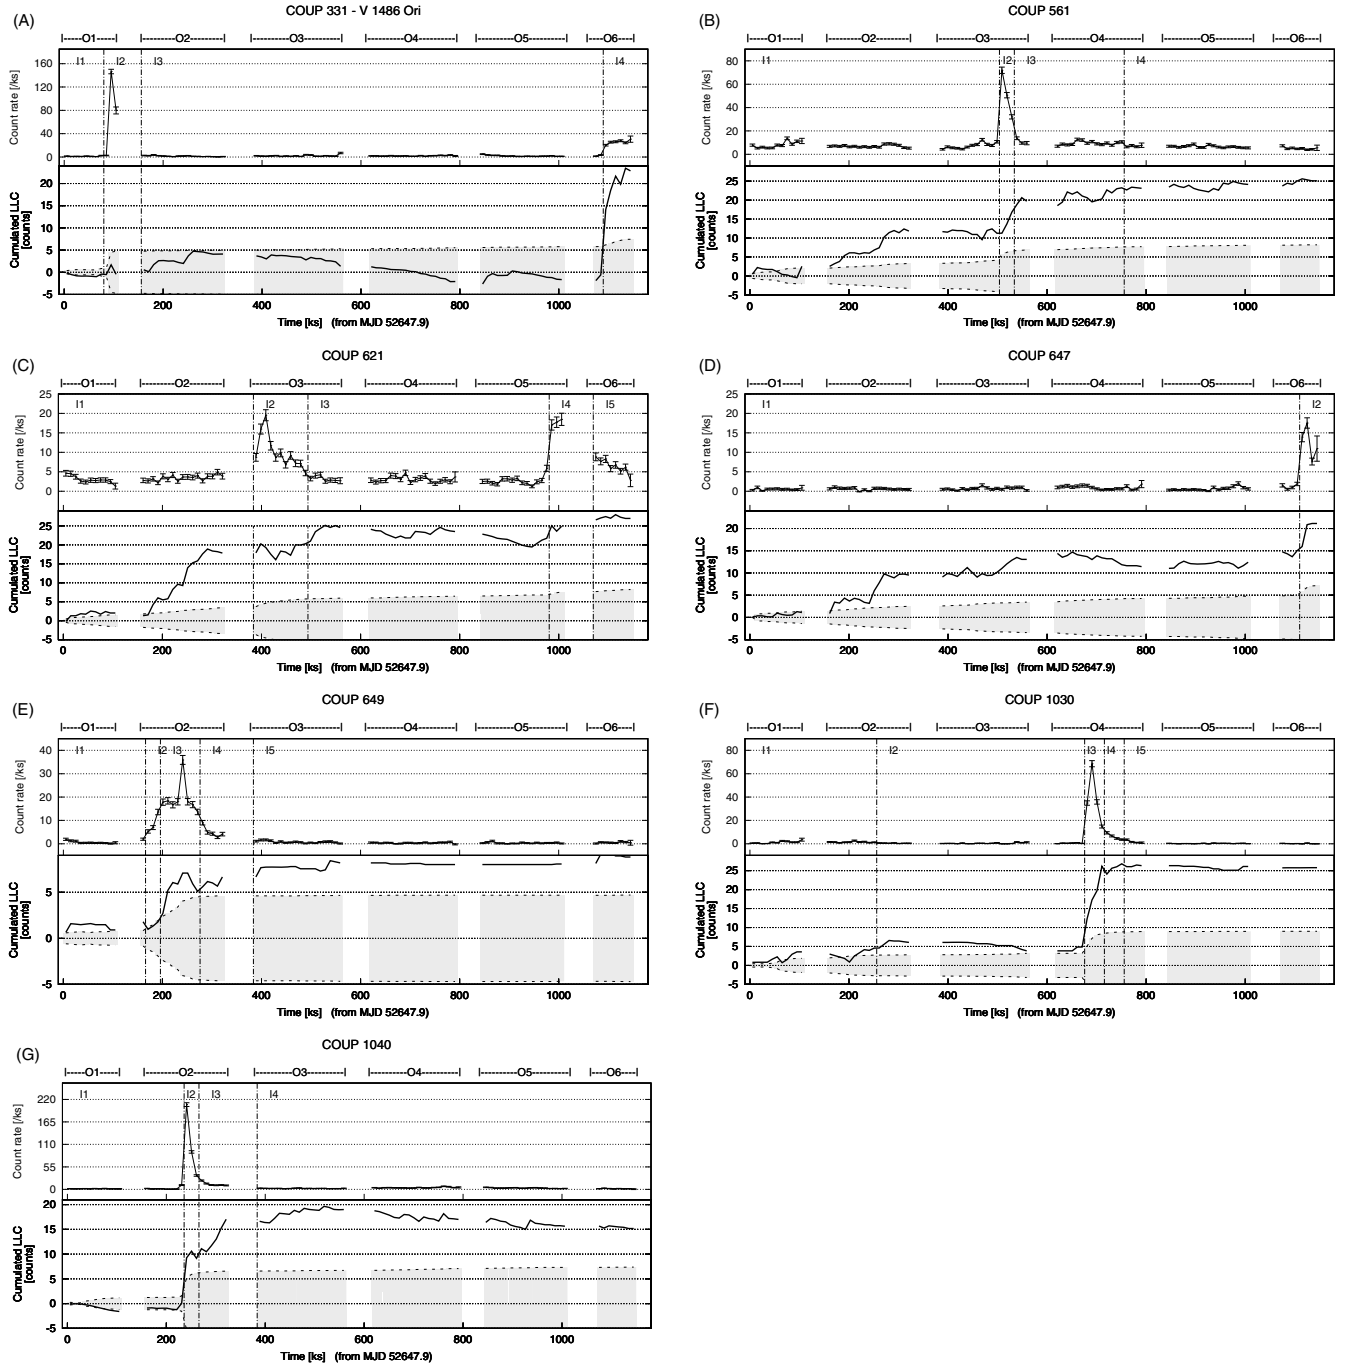 (A)
COUP 331 - V 1486 Ori
|-----O1-----| |---------O2---------| |-----------O3-----------| |-----------O4-----------| |-----------O5-----------| |----O6----|
I1 I2 I3 I4
160
120
80
40
0
Count rate [/ks]
20
15
10
5
0
-5
Cumulated LLC
[counts]
0 200 400 600 800 1000
Time [ks] (from MJD 52647.9)
(B)
COUP 561
|-----O1-----| |---------O2---------| |-----------O3-----------| |-----------O4-----------| |-----------O5-----------| |----O6----|
I1 I2 I3 I4
80
60
40
20
0
Count rate [/ks]
25
20
15
10
5
0
-5
Cumulated LLC
[counts]
0 200 400 600 800 1000
Time [ks] (from MJD 52647.9)
(C)
COUP 621
|-----O1-----| |---------O2---------| |-----------O3-----------| |-----------O4-----------| |-----------O5-----------| |----O6----|
I1 I2 I3 I4 I5
25
20
15
10
5
0
Count rate [/ks]
25
20
15
10
5
0
-5
Cumulated LLC
[counts]
0 200 400 600 800 1000
Time [ks] (from MJD 52647.9)
(D)
COUP 647
|-----O1-----| |---------O2---------| |-----------O3-----------| |-----------O4-----------| |-----------O5-----------| |----O6----|
I1 I2
25
20
15
10
5
0
Count rate [/ks]
20
15
10
5
0
-5
Cumulated LLC
[counts]
0 200 400 600 800 1000
Time [ks] (from MJD 52647.9)
(E)
COUP 649
|-----O1-----| |---------O2---------| |-----------O3-----------| |-----------O4-----------| |-----------O5-----------| |----O6----|
I1 I2 I3 I4 I5
40
30
20
10
0
Count rate [/ks]
5
0
-5
Cumulated LLC
[counts]
0 200 400 600 800 1000
Time [ks] (from MJD 52647.9)
(F)
COUP 1030
|-----O1-----| |---------O2---------| |-----------O3-----------| |-----------O4-----------| |-----------O5-----------| |----O6----|
I1 I2 I3 I4 I5
80
60
40
20
0
Count rate [/ks]
25
20
15
10
5
0
-5
Cumulated LLC
[counts]
0 200 400 600 800 1000
Time [ks] (from MJD 52647.9)
(G)
COUP 1040
|-----O1-----| |---------O2---------| |-----------O3-----------| |-----------O4-----------| |-----------O5-----------| |----O6----|
I1 I2 I3 I4
220
165
110
55
0
Count rate [/ks]
20
15
10
5
0
-5
Cumulated LLC
[counts]
0 200 400 600 800 1000
Time [ks] (from MJD 52647.9)